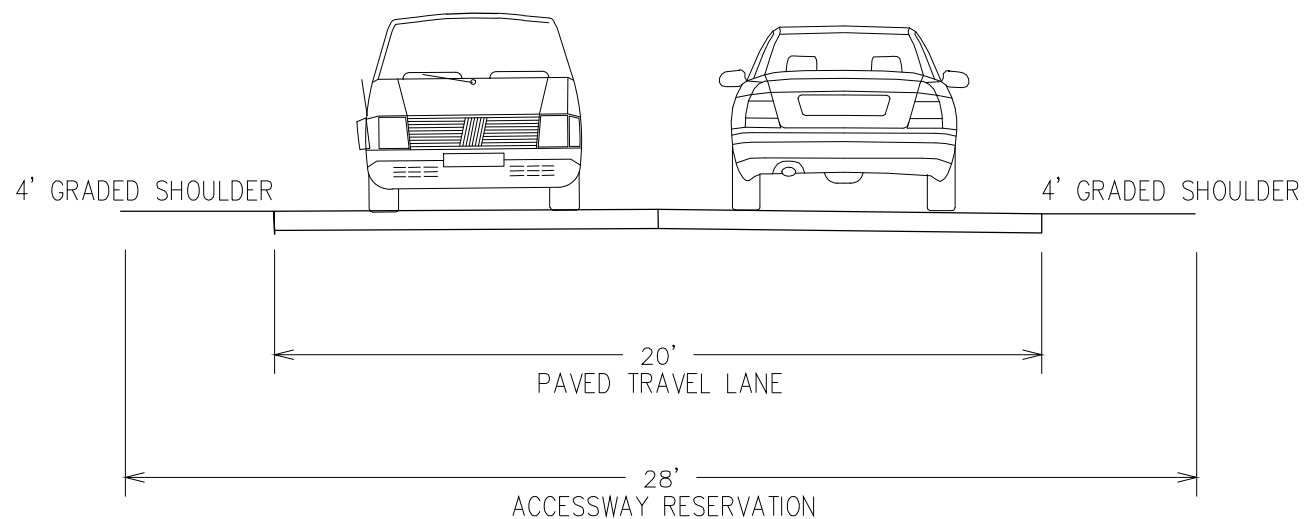 4' GRADED SHOULDER
4' GRADED SHOULDER
20'
PAVED TRAVEL LANE
28'
ACCESSWAY RESERVATION